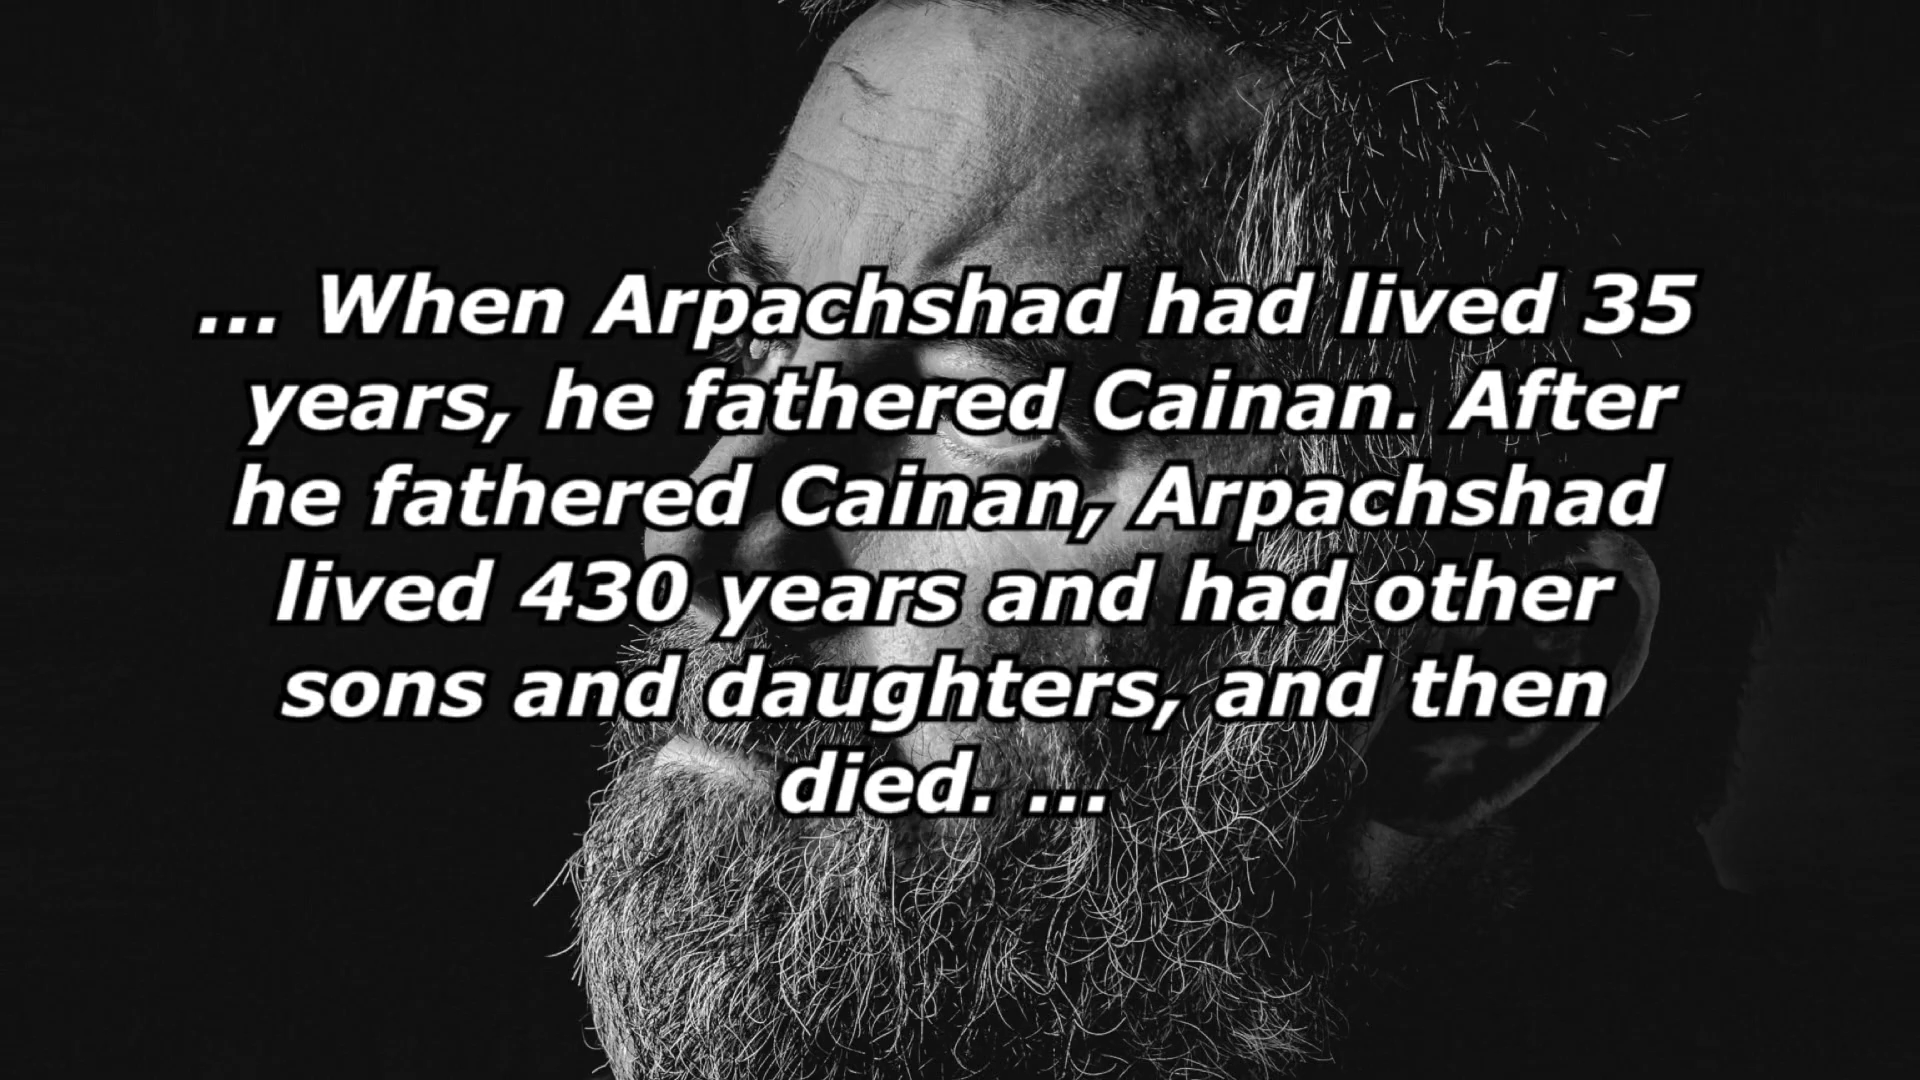 ... When Arpachshad had lived 35
years, he fathered Cainan. After
he fathered Cainan, Arpachshad
lived 430 years and had other
sons and daughters, and then
died. ...